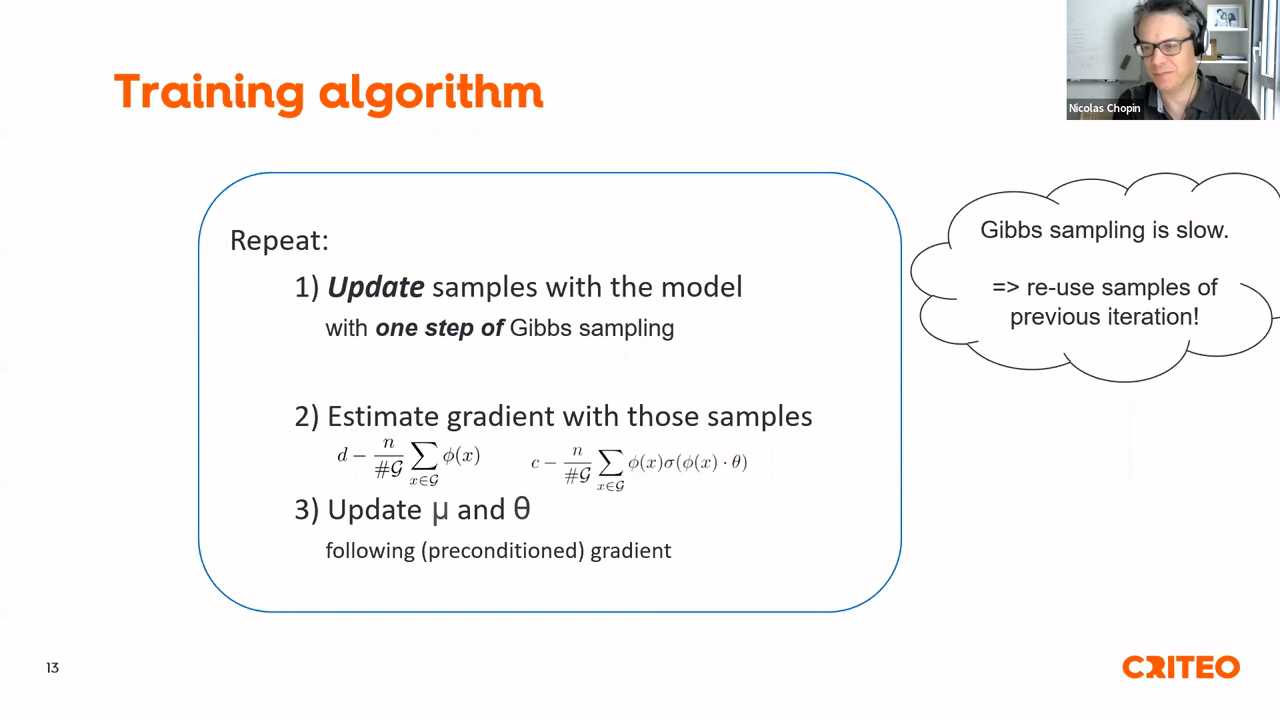 Training algorithm
Nicolas Chopin
Repeat:
1) Update samples with the model
with one step of Gibbs sampling
2) Estimate gradient with those samples
d − n/#𝒢 ∑x∈𝒢 ϕ(x)    c − n/#𝒢 ∑x∈𝒢 ϕ(x)σ(ϕ(x) · θ)
3) Update μ and θ
following (preconditioned) gradient
Gibbs sampling is slow.
=> re-use samples of
previous iteration!
13
CRITEO